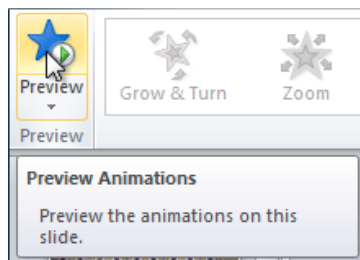 Preview
Grow & Turn
Zoom
Preview
Preview Animations
Preview the animations on this
slide.